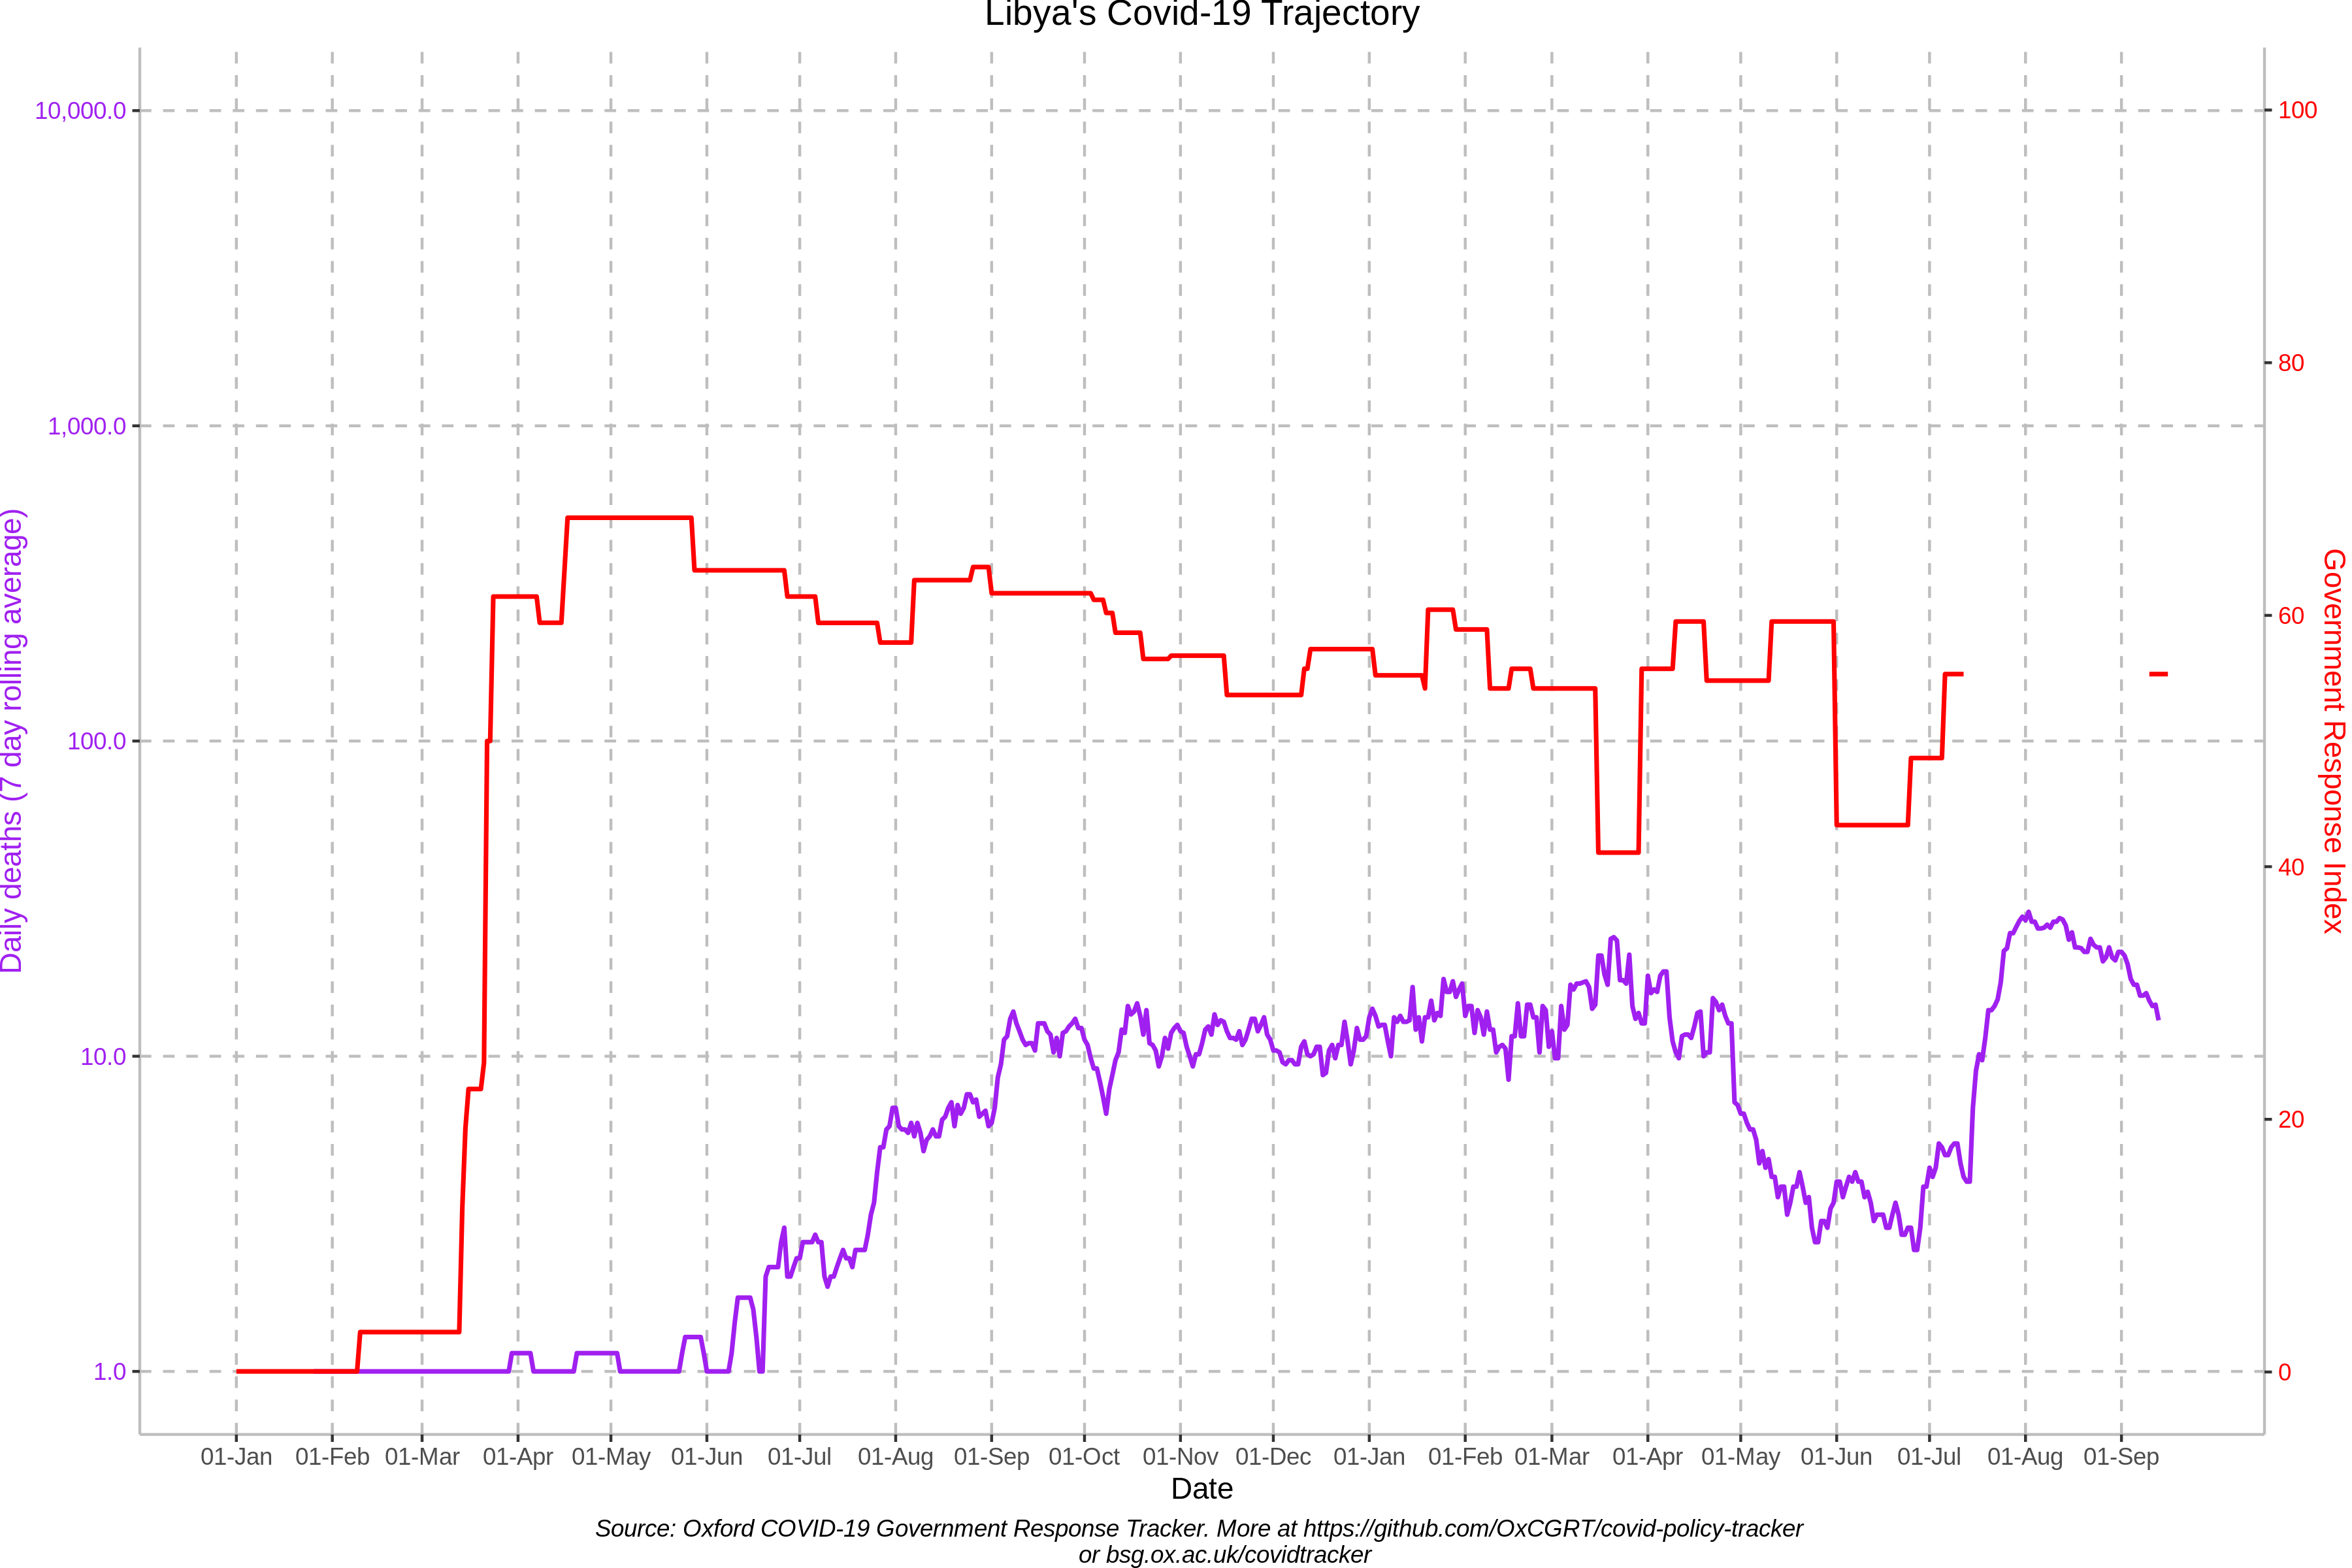 Libya's Covid-19 Trajectory
10,000.0
1,000.0
100.0
10.0
1.0
Daily deaths (7 day rolling average)
100
80
60
40
20
0
Government Response Index
01-Jan 01-Feb 01-Mar 01-Apr 01-May 01-Jun 01-Jul 01-Aug 01-Sep 01-Oct 01-Nov 01-Dec 01-Jan 01-Feb 01-Mar 01-Apr 01-May 01-Jun 01-Jul 01-Aug 01-Sep
Date
Source: Oxford COVID-19 Government Response Tracker. More at https://github.com/OxCGRT/covid-policy-tracker
or bsg.ox.ac.uk/covidtracker